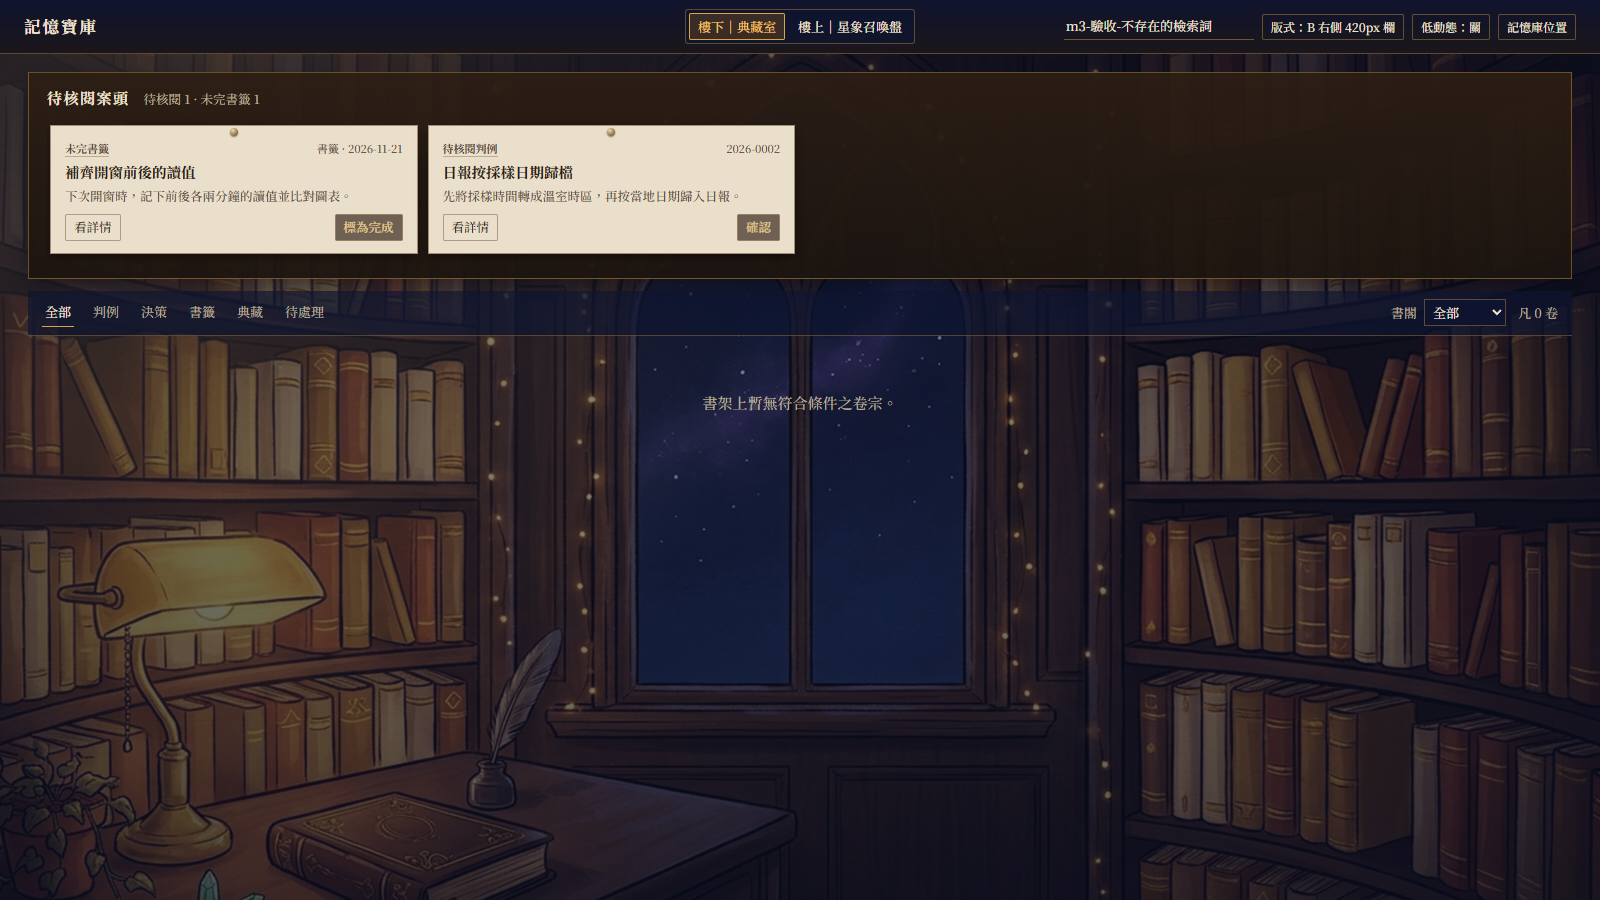 記憶寶庫
樓下｜典藏室
樓上｜星象召喚盤
m3-驗收-不存在的檢索詞
版式：B 右側 420px 欄
低動態：關
記憶庫位置
待核閱案頭
待核閱 1 · 未完書籤 1
未完書籤
書籤 · 2026-11-21
補齊開窗前後的讀值
下次開窗時，記下前後各兩分鐘的讀值並比對圖表。
看詳情
標為完成
待核閱判例
2026-0002
日報按採樣日期歸檔
先將採樣時間轉成溫室時區，再按當地日期歸入日報。
看詳情
確認
全部
判例
決策
書籤
典藏
待處理
書閣
全部
凡 0 卷
書架上暫無符合條件之卷宗。